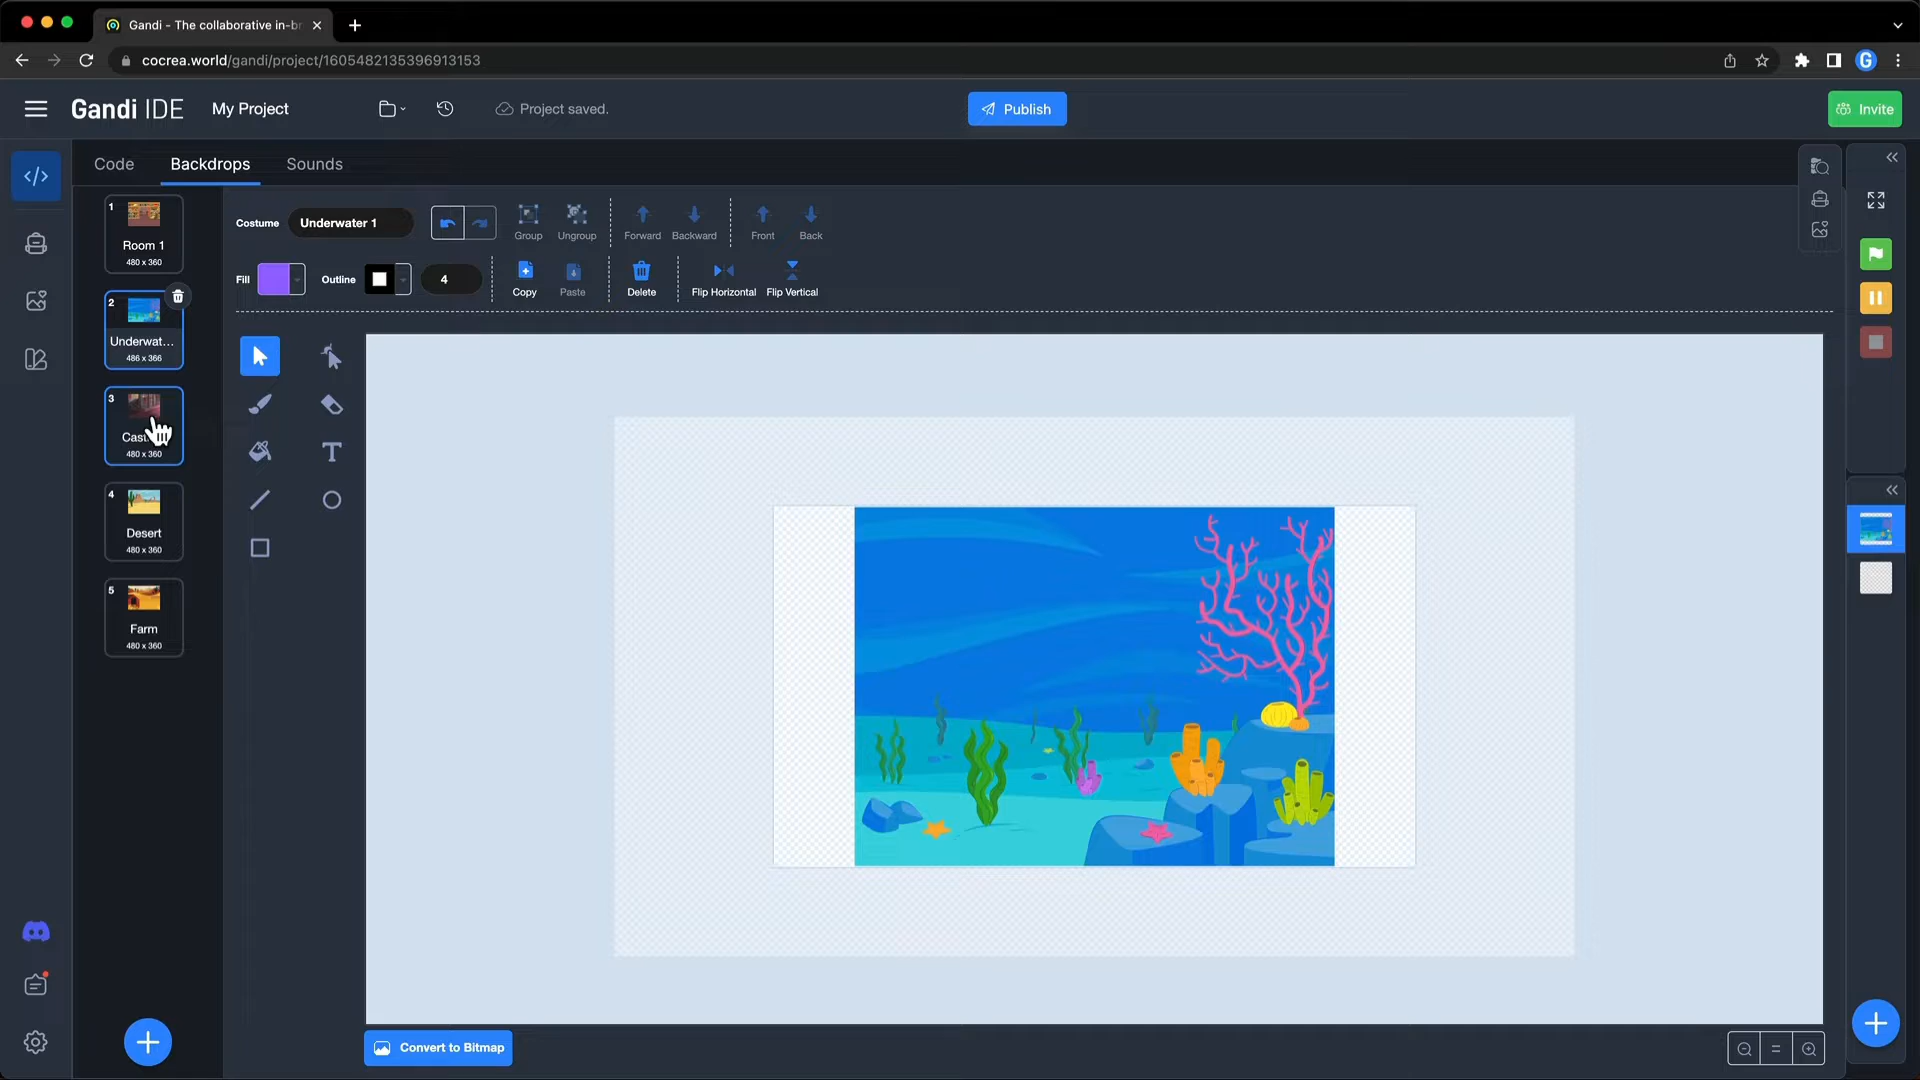 Gandi - The collaborative in-br
cocrea.world/gandi/project/1605482135396913153
G
Gandi IDE
My Project
Project saved.
Publish
Invite
Code
Backdrops
Sounds
1
Room 1
480 x 360
2
Underwat...
486 x 366
3
480 x 360
4
Desert
480 x 360
5
Farm
480 x 360
Costume
Underwater 1
Group
Ungroup
Forward
Backward
Front
Back
Fill
Outline
4
Copy
Paste
Delete
Flip Horizontal
Flip Vertical
T
Convert to Bitmap